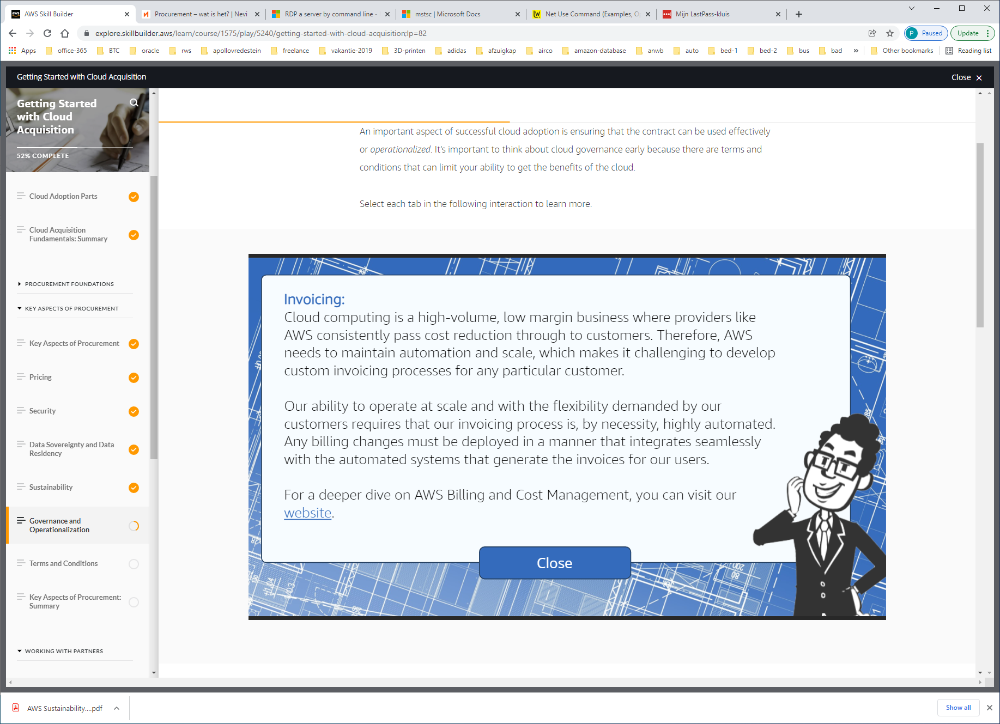 AWS Skill Builder
Procurement – wat is het? | Nevi
RDP a server by command line -
mstsc | Microsoft Docs
Net Use Command (Examples, O
Mijn LastPass-kluis
explore.skillbuilder.aws/learn/course/1575/play/5240/getting-started-with-cloud-acquisition;lp=82
P Paused
Update
Apps
office-365
BTC
oracle
rws
apollovredestein
freelance
vakantie-2019
3D-printen
adidas
afzuigkap
airco
amazon-database
anwb
auto
bed-1
bed-2
bus
bad
»
Other bookmarks
Reading list
Getting Started with Cloud Acquisition
Close
Getting Started
with Cloud
Acquisition
52% COMPLETE
Cloud Adoption Parts
Cloud Acquisition
Fundamentals: Summary
PROCUREMENT FOUNDATIONS
KEY ASPECTS OF PROCUREMENT
Key Aspects of Procurement
Pricing
Security
Data Sovereignty and Data
Residency
Sustainability
Governance and
Operationalization
Terms and Conditions
Key Aspects of Procurement:
Summary
WORKING WITH PARTNERS
An important aspect of successful cloud adoption is ensuring that the contract can be used effectively
or operationalized. It's important to think about cloud governance early because there are terms and
conditions that can limit your ability to get the benefits of the cloud.
Select each tab in the following interaction to learn more.
Invoicing:
Cloud computing is a high-volume, low margin business where providers like
AWS consistently pass cost reduction through to customers. Therefore, AWS
needs to maintain automation and scale, which makes it challenging to develop
custom invoicing processes for any particular customer.
Our ability to operate at scale and with the flexibility demanded by our
customers requires that our invoicing process is, by necessity, highly automated.
Any billing changes must be deployed in a manner that integrates seamlessly
with the automated systems that generate the invoices for our users.
For a deeper dive on AWS Billing and Cost Management, you can visit our
website.
Close
AWS Sustainability....pdf
Show all